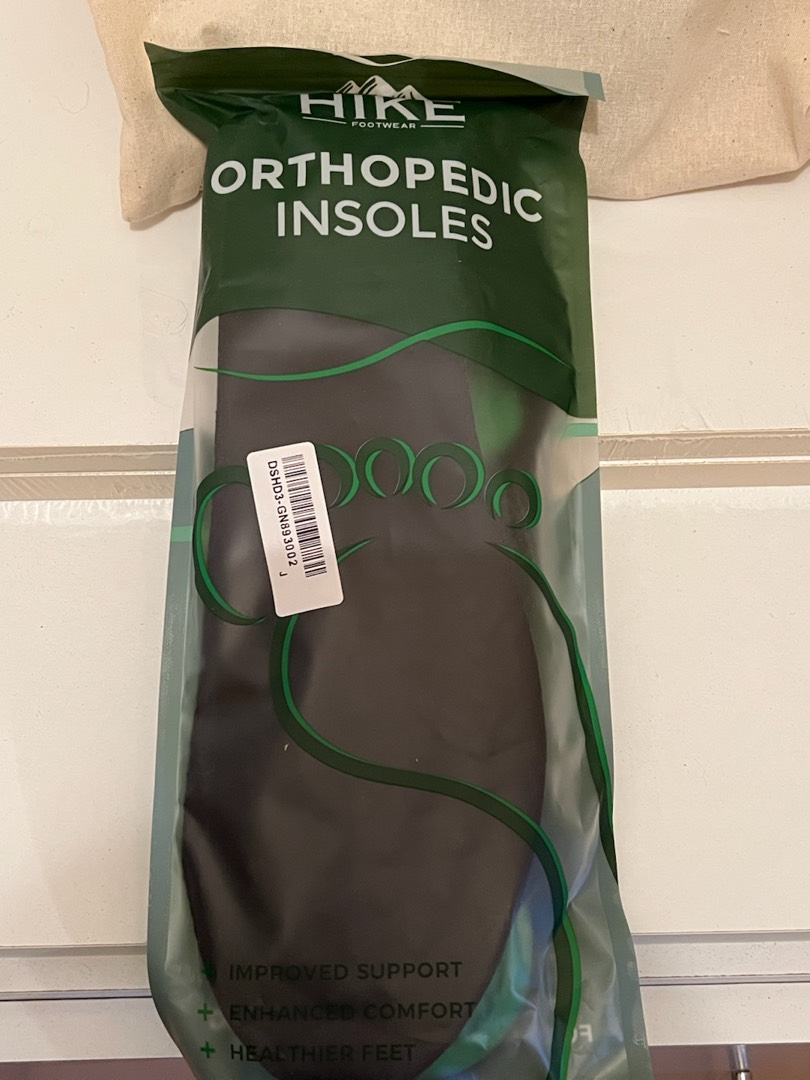 HIKE
FOOTWEAR
ORTHOPEDIC
INSOLES
DSHD3-GN893002
J
+ IMPROVED SUPPORT
+ ENHANCED COMFORT
+ HEALTHIER FEET